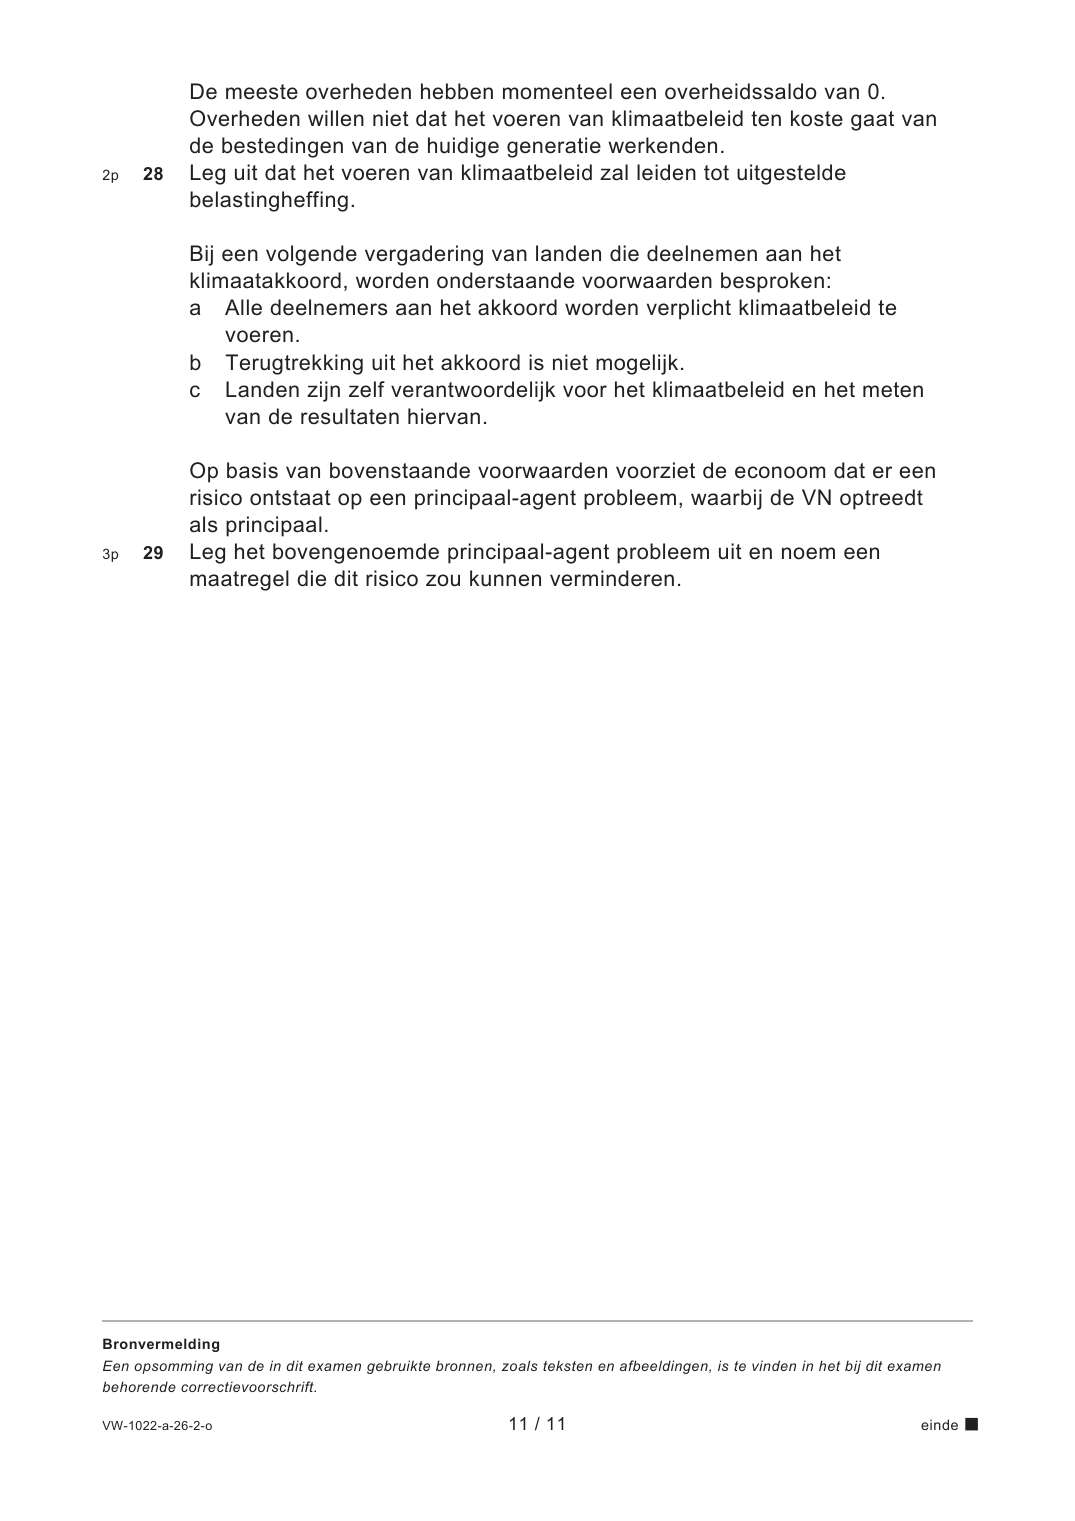 De meeste overheden hebben momenteel een overheidssaldo van 0.
Overheden willen niet dat het voeren van klimaatbeleid ten koste gaat van
de bestedingen van de huidige generatie werkenden.
2p 28 Leg uit dat het voeren van klimaatbeleid zal leiden tot uitgestelde
belastingheffing.
Bij een volgende vergadering van landen die deelnemen aan het
klimaatakkoord, worden onderstaande voorwaarden besproken:
a Alle deelnemers aan het akkoord worden verplicht klimaatbeleid te
voeren.
b Terugtrekking uit het akkoord is niet mogelijk.
c Landen zijn zelf verantwoordelijk voor het klimaatbeleid en het meten
van de resultaten hiervan.
Op basis van bovenstaande voorwaarden voorziet de econoom dat er een
risico ontstaat op een principaal-agent probleem, waarbij de VN optreedt
als principaal.
3p 29 Leg het bovengenoemde principaal-agent probleem uit en noem een
maatregel die dit risico zou kunnen verminderen.
Bronvermelding
Een opsomming van de in dit examen gebruikte bronnen, zoals teksten en afbeeldingen, is te vinden in het bij dit examen
behorende correctievoorschrift.
VW-1022-a-26-2-o 11 / 11 einde ■